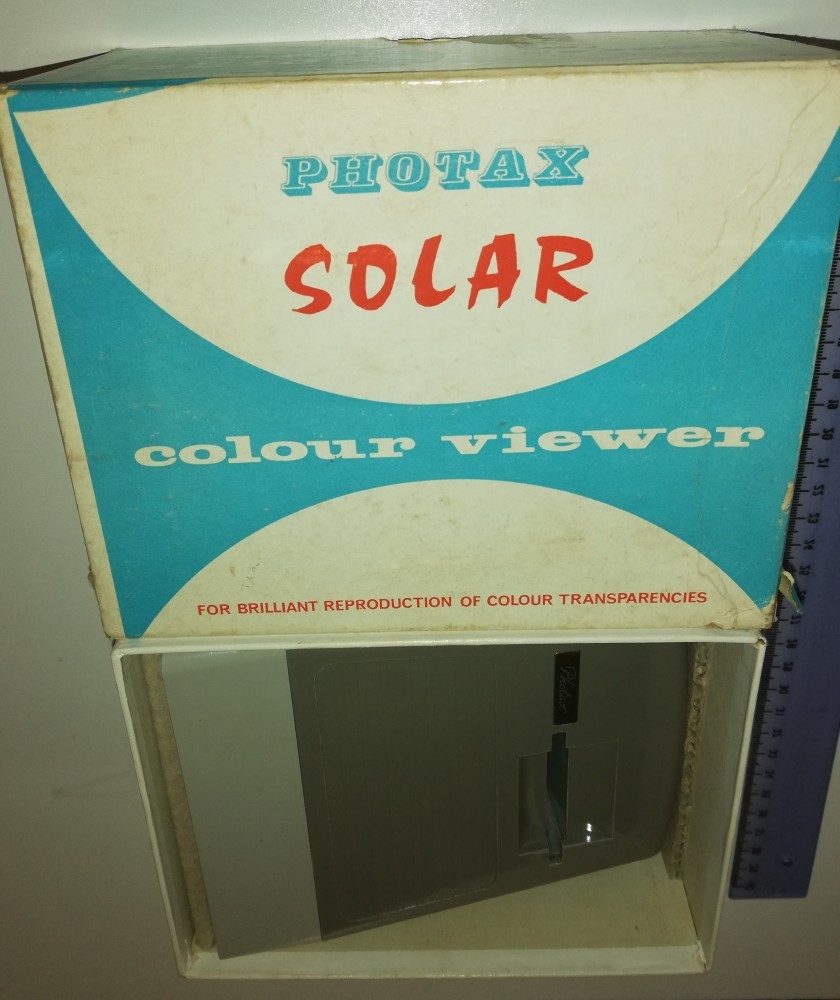 PHOTAX
SOLAR
colour viewer
FOR BRILLIANT REPRODUCTION OF COLOUR TRANSPARENCIES
Photax